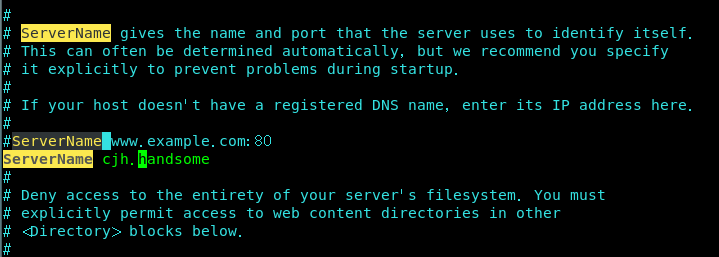 #
# ServerName gives the name and port that the server uses to identify itself.
# This can often be determined automatically, but we recommend you specify
# it explicitly to prevent problems during startup.
#
# If your host doesn't have a registered DNS name, enter its IP address here.
#
#ServerName www.example.com:80
ServerName cjh.handsome
#
# Deny access to the entirety of your server's filesystem. You must
# explicitly permit access to web content directories in other
# <Directory> blocks below.
#